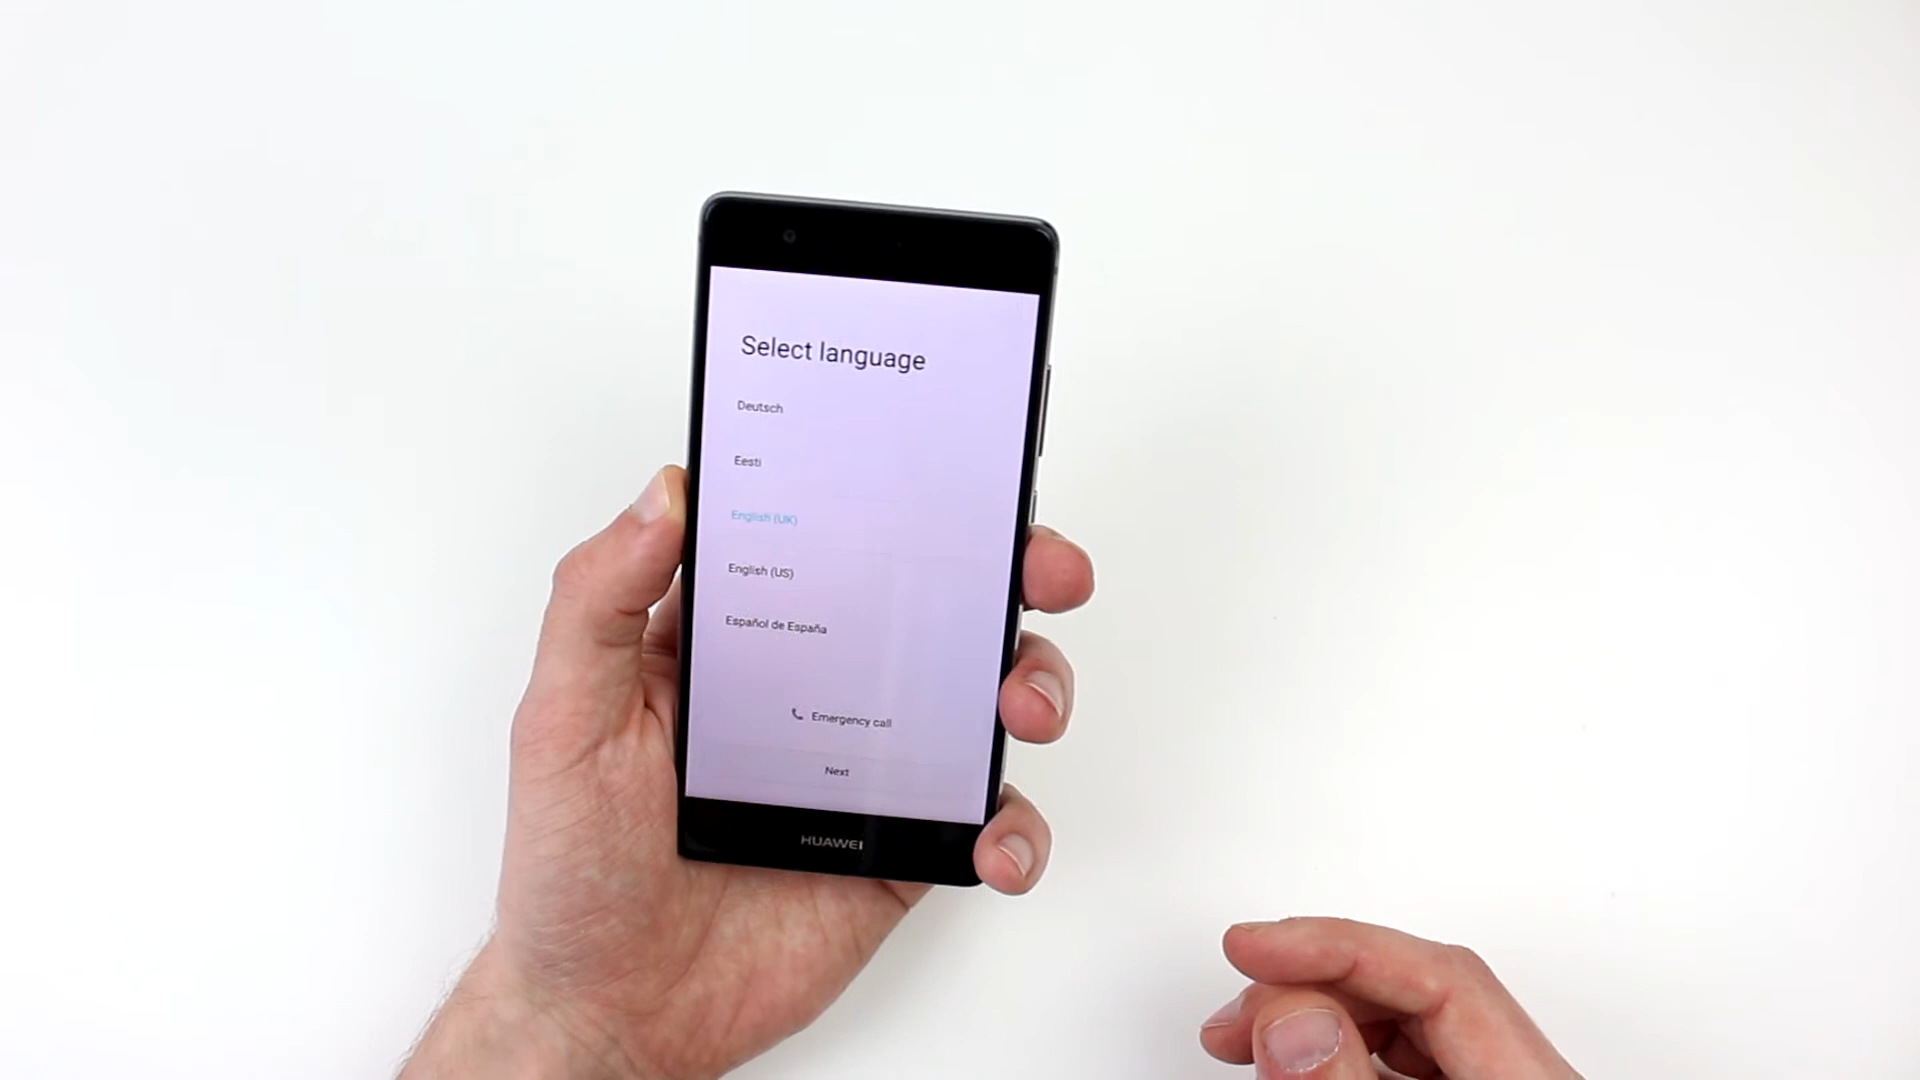 Select language
Deutsch
Eesti
English (UK)
English (US)
Español de España
Emergency call
Next
HUAWEI